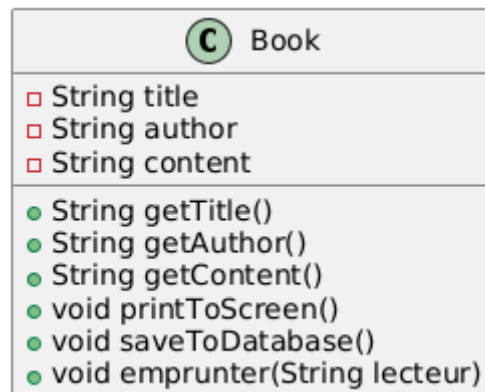 C Book
String title
String author
String content
String getTitle()
String getAuthor()
String getContent()
void printToScreen()
void saveToDatabase()
void emprunter(String lecteur)